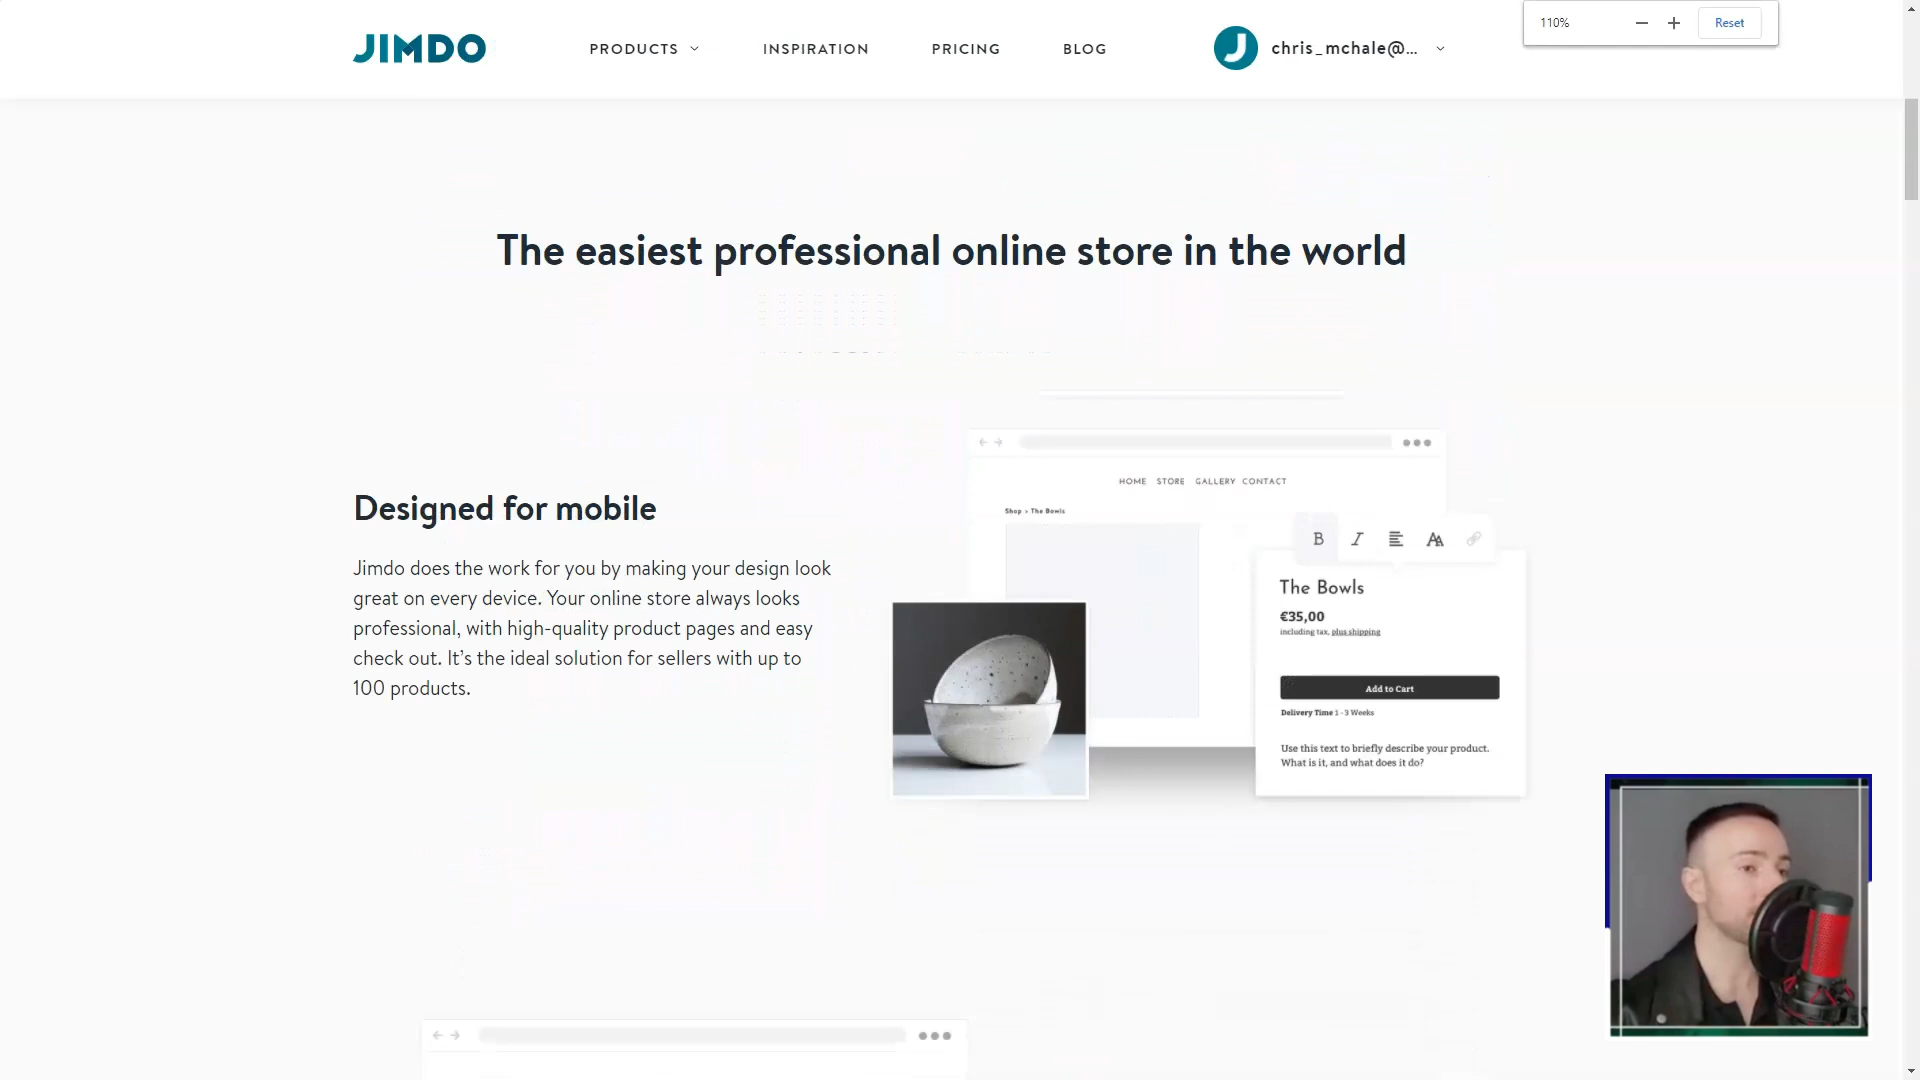 JIMDO
PRODUCTS
INSPIRATION
PRICING
BLOG
chris_mchale@...
110%
Reset
The easiest professional online store in the world
HOME STORE GALLERY CONTACT
Shop > The Bowls
Designed for mobile
Jimdo does the work for you by making your design look
great on every device. Your online store always looks
professional, with high-quality product pages and easy
check out. It’s the ideal solution for sellers with up to
100 products.
B I AA
The Bowls
€35,00
including tax, plus shipping
Add to Cart
Delivery Time 1 - 3 Weeks
Use this text to briefly describe your product.
What is it, and what does it do?